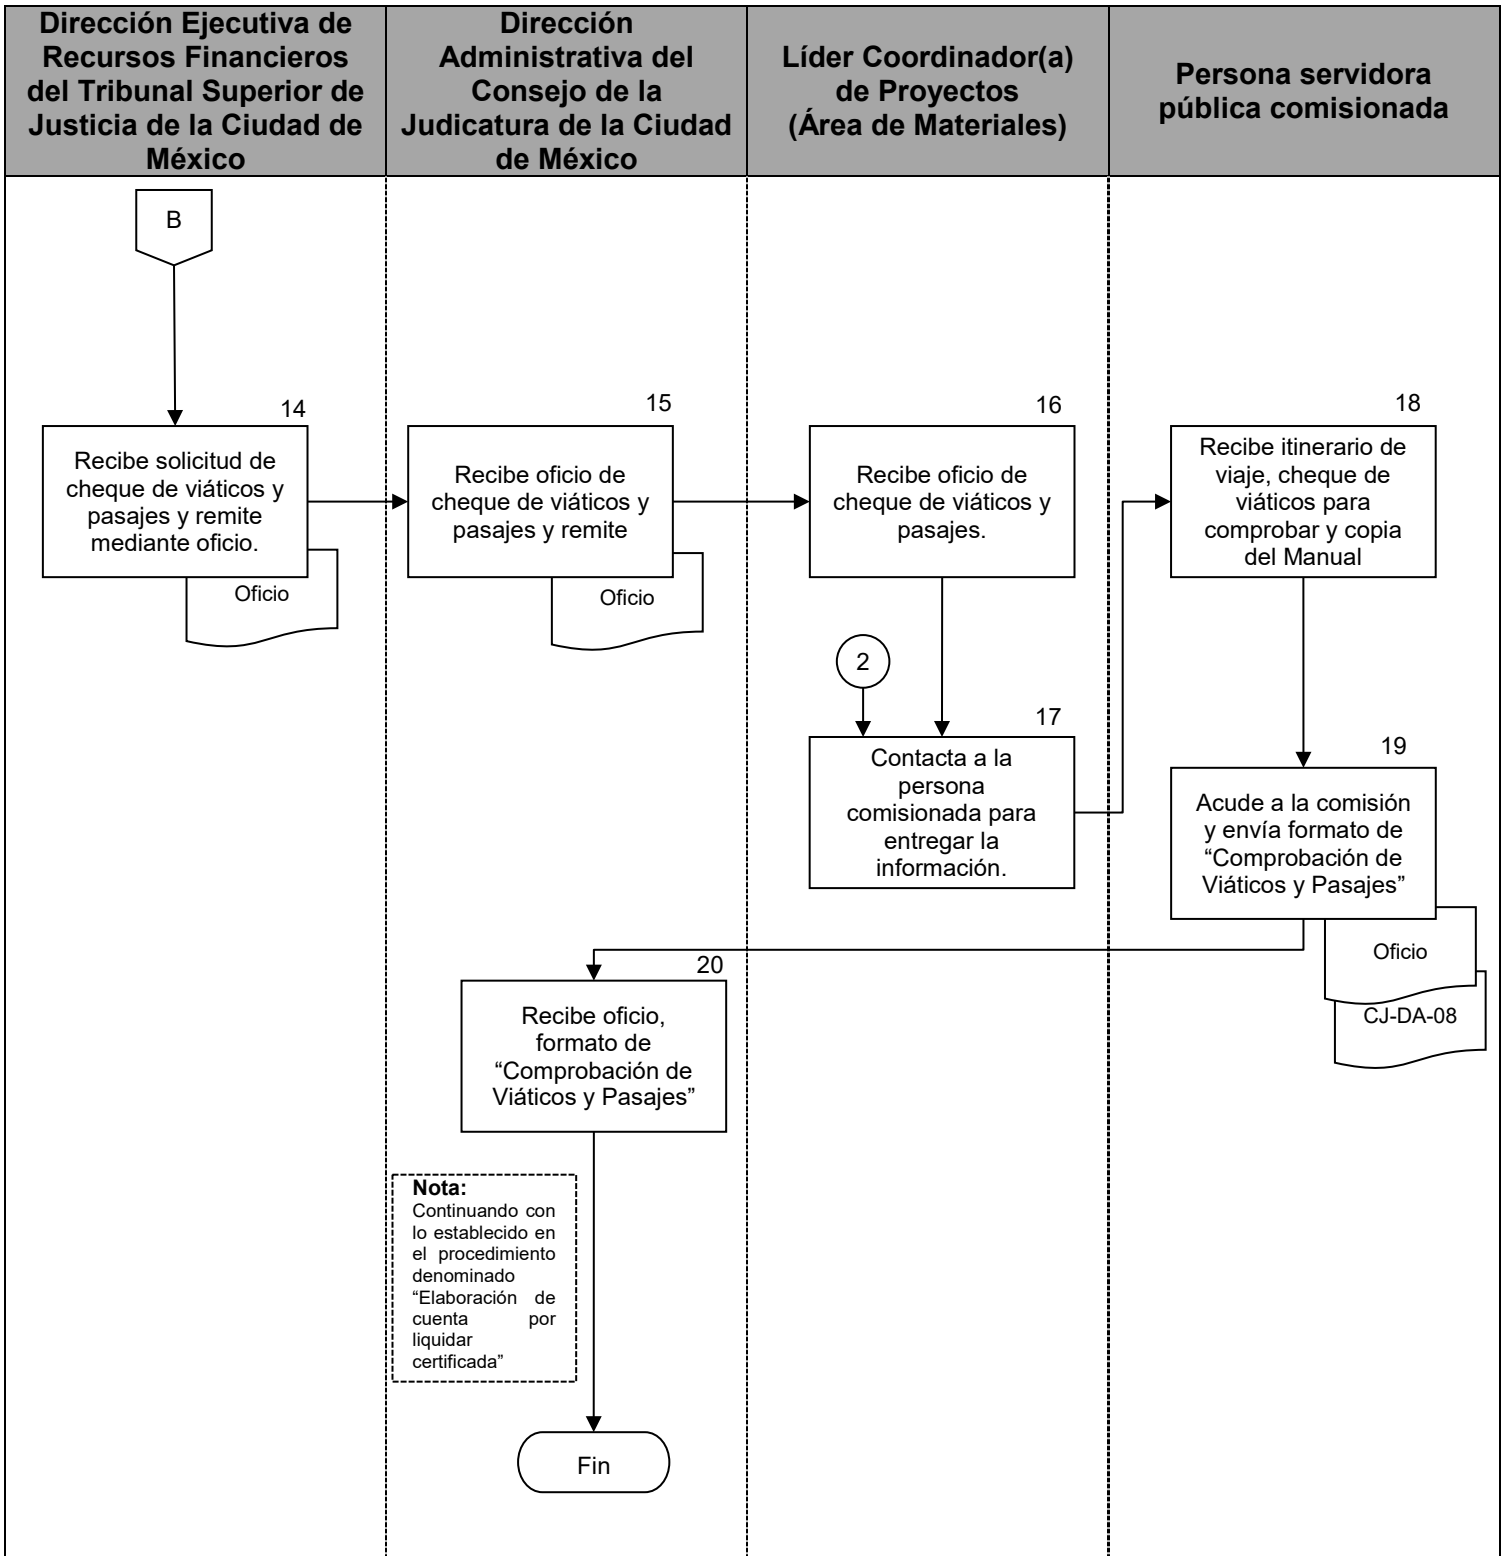 Dirección Ejecutiva de
Recursos Financieros
del Tribunal Superior de
Justicia de la Ciudad de
México
Dirección
Administrativa del
Consejo de la
Judicatura de la Ciudad
de México
Líder Coordinador(a)
de Proyectos
(Área de Materiales)
Persona servidora
pública comisionada
B
14
Recibe solicitud de
cheque de viáticos y
pasajes y remite
mediante oficio.
Oficio
15
Recibe oficio de
cheque de viáticos y
pasajes y remite
Oficio
16
Recibe oficio de
cheque de viáticos y
pasajes.
2
17
Contacta a la
persona
comisionada para
entregar la
información.
18
Recibe itinerario de
viaje, cheque de
viáticos para
comprobar y copia
del Manual
19
Acude a la comisión
y envía formato de
“Comprobación de
Viáticos y Pasajes”
Oficio
CJ-DA-08
20
Recibe oficio,
formato de
“Comprobación de
Viáticos y Pasajes”
Nota:
Continuando con
lo establecido en
el procedimiento
denominado
“Elaboración de
cuenta por
liquidar
certificada”
Fin